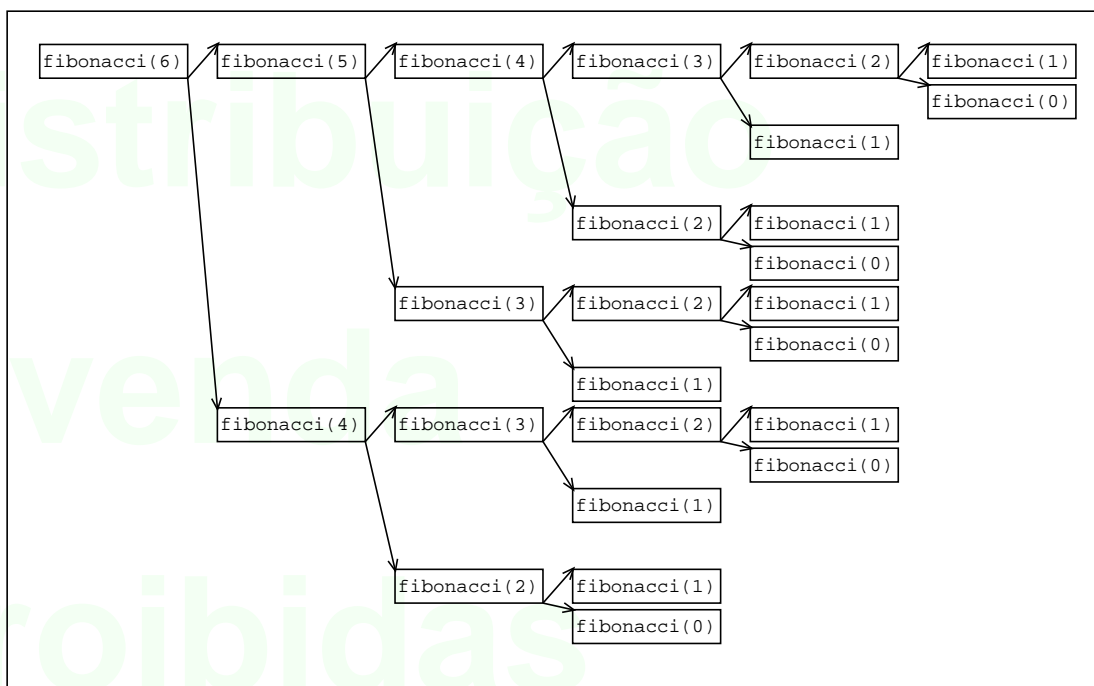 fibonacci(6) fibonacci(5) fibonacci(4) fibonacci(3) fibonacci(2) fibonacci(1)
fibonacci(0)
fibonacci(1)
fibonacci(2) fibonacci(1)
fibonacci(0)
fibonacci(3) fibonacci(2) fibonacci(1)
fibonacci(0)
fibonacci(1)
fibonacci(4) fibonacci(3) fibonacci(2) fibonacci(1)
fibonacci(0)
fibonacci(1)
fibonacci(2) fibonacci(1)
fibonacci(0)
istribuição
venda
roibidas